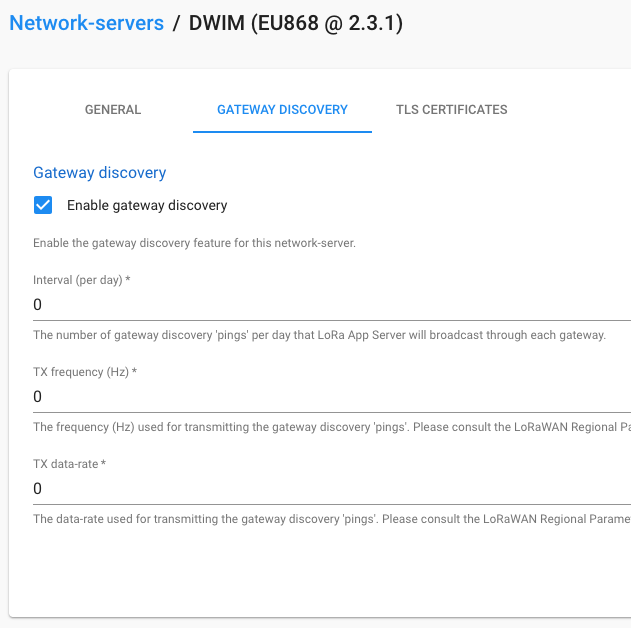 Network-servers / DWIM (EU868 @ 2.3.1)
GENERAL GATEWAY DISCOVERY TLS CERTIFICATES
Gateway discovery
Enable gateway discovery
Enable the gateway discovery feature for this network-server.
Interval (per day) *
0
The number of gateway discovery 'pings' per day that LoRa App Server will broadcast through each gateway.
TX frequency (Hz) *
0
The frequency (Hz) used for transmitting the gateway discovery 'pings'. Please consult the LoRaWAN Regional Pa
TX data-rate *
0
The data-rate used for transmitting the gateway discovery 'pings'. Please consult the LoRaWAN Regional Parame